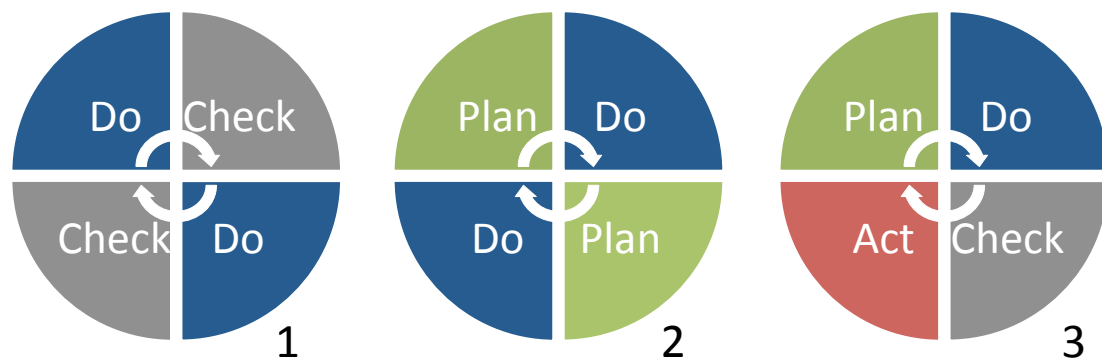 Do Check
Check Do
1
Plan Do
Do Plan
2
Plan Do
Act Check
3